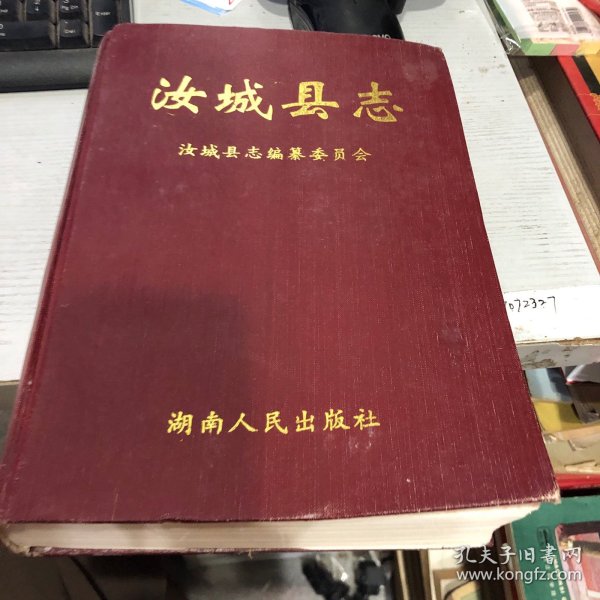 汝城县志
汝城县志编纂委员会
湖南人民出版社
072327
孔夫子旧书网
www.kongfz.com